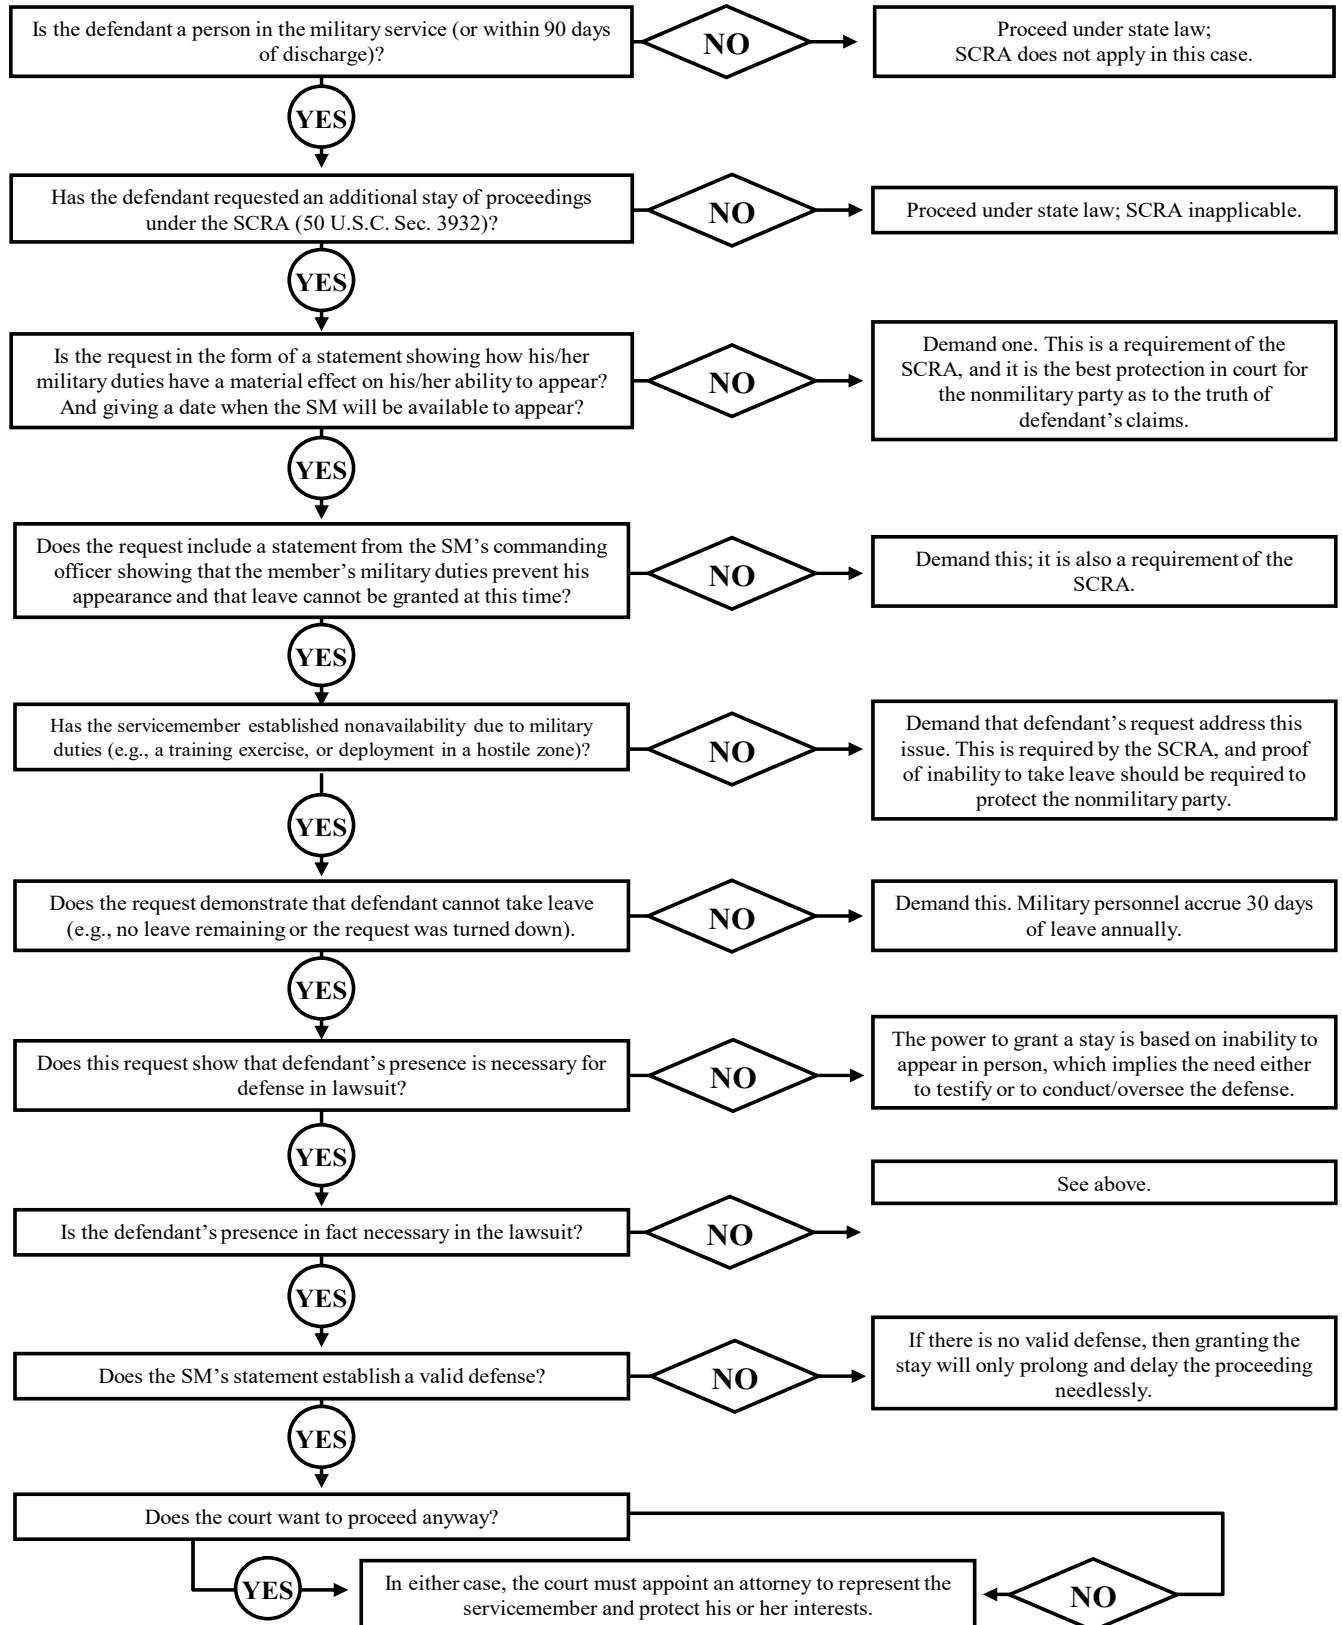 Is the defendant a person in the military service (or within 90 days
of discharge)?
NO
Proceed under state law;
SCRA does not apply in this case.
YES
Has the defendant requested an additional stay of proceedings
under the SCRA (50 U.S.C. Sec. 3932)?
NO
Proceed under state law; SCRA inapplicable.
YES
Is the request in the form of a statement showing how his/her
military duties have a material effect on his/her ability to appear?
And giving a date when the SM will be available to appear?
NO
Demand one. This is a requirement of the
SCRA, and it is the best protection in court for
the nonmilitary party as to the truth of
defendant's claims.
YES
Does the request include a statement from the SM's commanding
officer showing that the member's military duties prevent his
appearance and that leave cannot be granted at this time?
NO
Demand this; it is also a requirement of the
SCRA.
YES
Has the servicemember established nonavailability due to military
duties (e.g., a training exercise, or deployment in a hostile zone)?
NO
Demand that defendant's request address this
issue. This is required by the SCRA, and proof
of inability to take leave should be required to
protect the nonmilitary party.
YES
Does the request demonstrate that defendant cannot take leave
(e.g., no leave remaining or the request was turned down).
NO
Demand this. Military personnel accrue 30 days
of leave annually.
YES
Does this request show that defendant's presence is necessary for
defense in lawsuit?
NO
The power to grant a stay is based on inability to
appear in person, which implies the need either
to testify or to conduct/oversee the defense.
YES
See above.
Is the defendant's presence in fact necessary in the lawsuit?
NO
YES
Does the SM's statement establish a valid defense?
NO
If there is no valid defense, then granting the
stay will only prolong and delay the proceeding
needlessly.
YES
Does the court want to proceed anyway?
YES
In either case, the court must appoint an attorney to represent the
servicemember and protect his or her interests.
NO